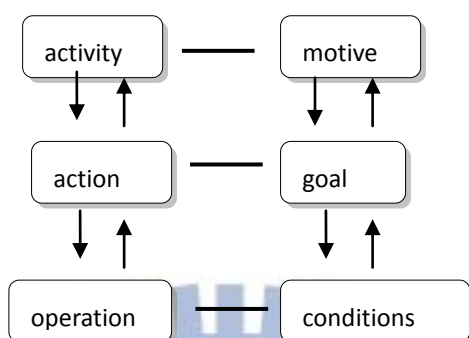 activity
motive
action
goal
operation
conditions